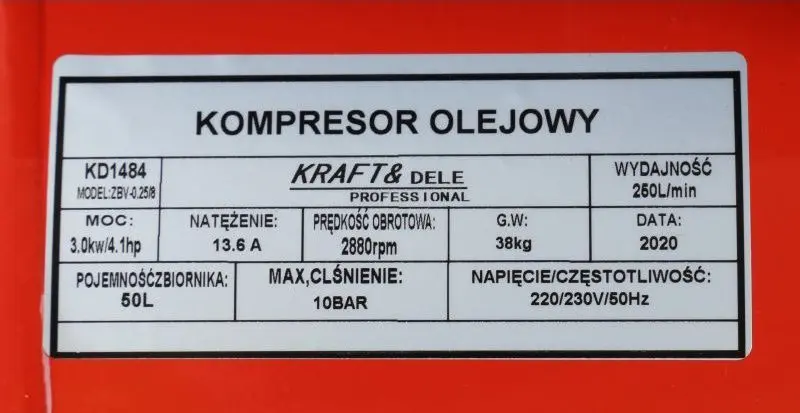 KOMPRESOR OLEJOWY
KD1484
MODEL:ZBV-0.25/8
KRAFT& DELE
PROFESSIONAL
WYDAJNOŚĆ
250L/min
MOC:
3.0kw/4.1hp
NATĘŻENIE:
13.6 A
PRĘDKOŚĆ OBROTOWA:
2880rpm
G.W:
38kg
DATA:
2020
POJEMNOŚĆZBIORNIKA:
50L
MAX,CLŚNIENIE:
10BAR
NAPIĘCIE/CZĘSTOTLIWOŚĆ:
220/230V/50Hz